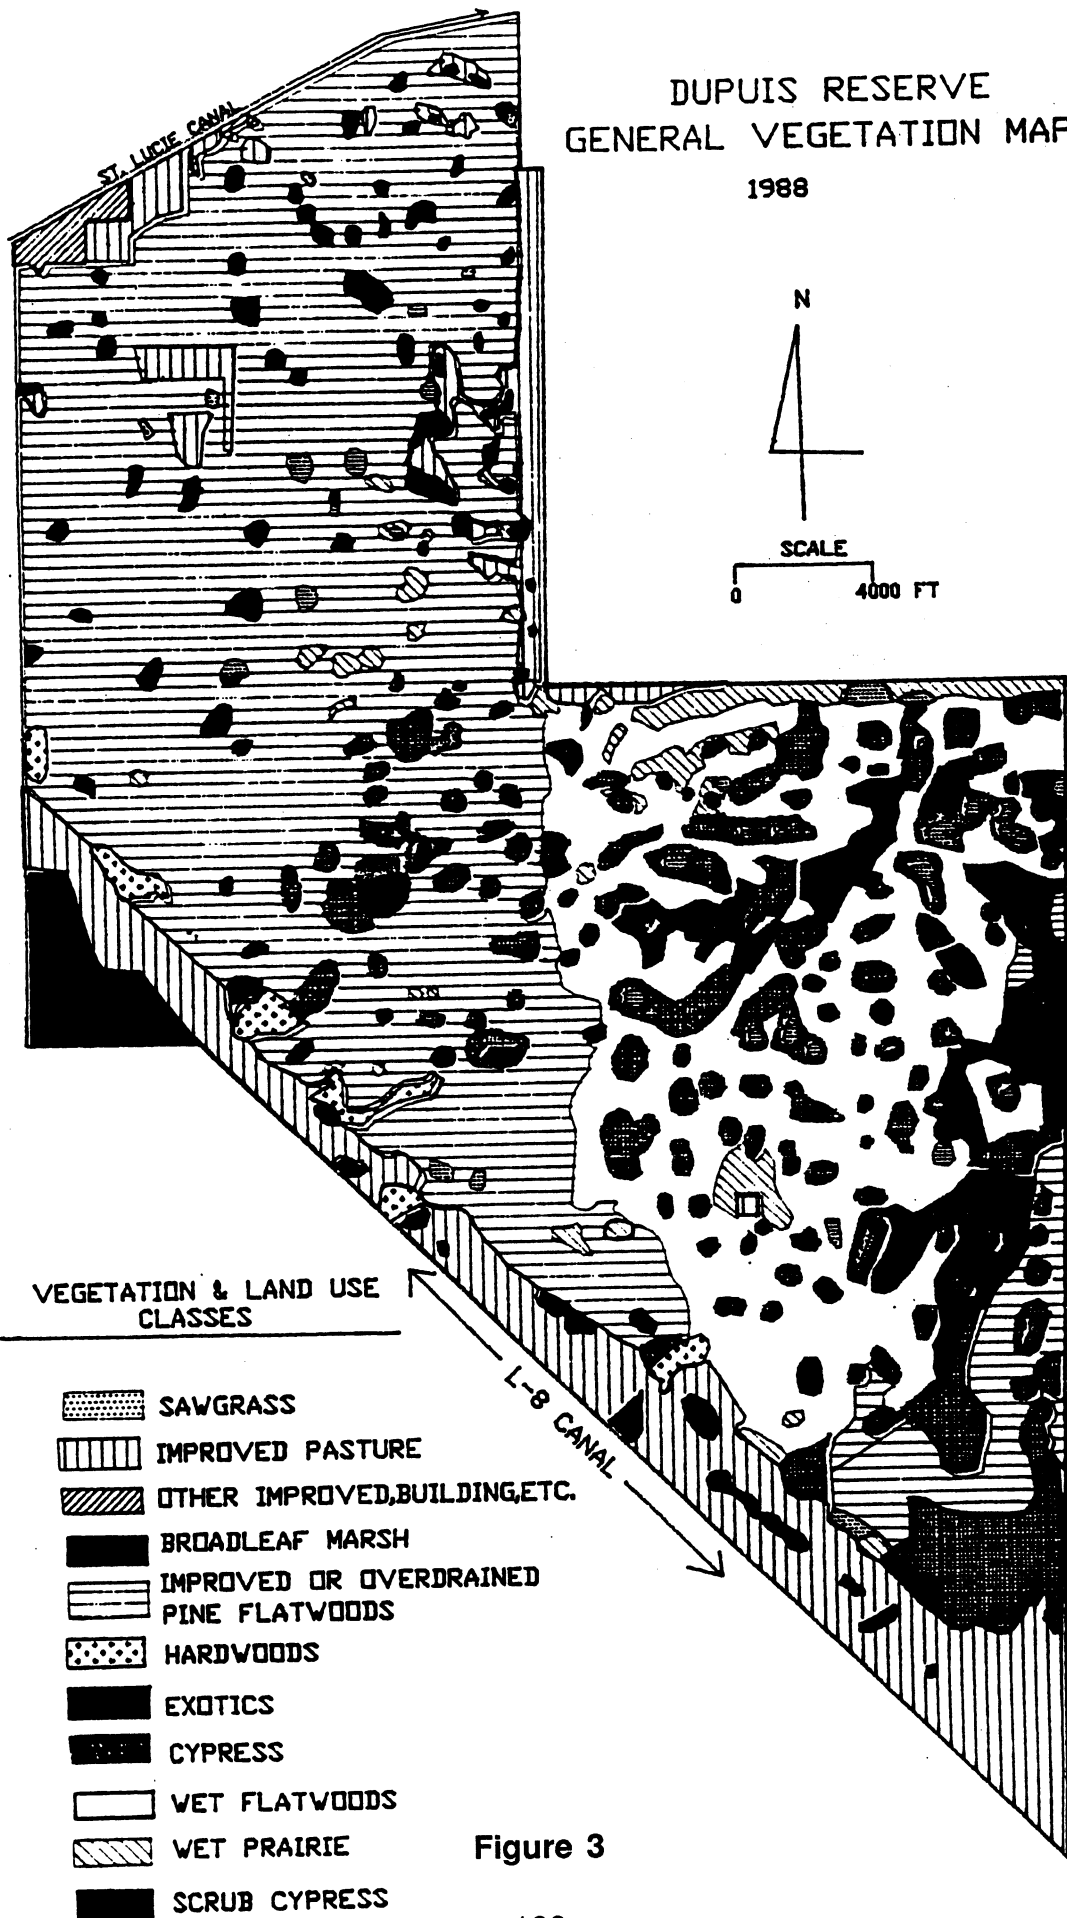 DUPUIS RESERVE
GENERAL VEGETATION MAP
1988
ST. LUCIE CANAL
N
SCALE
0 4000 FT
VEGETATION & LAND USE
CLASSES
L-8 CANAL
SAWGRASS
IMPROVED PASTURE
OTHER IMPROVED,BUILDING,ETC.
BROADLEAF MARSH
IMPROVED OR OVERDRAINED
PINE FLATWOODS
HARDWOODS
EXOTICS
CYPRESS
WET FLATWOODS
WET PRAIRIE
SCRUB CYPRESS
Figure 3